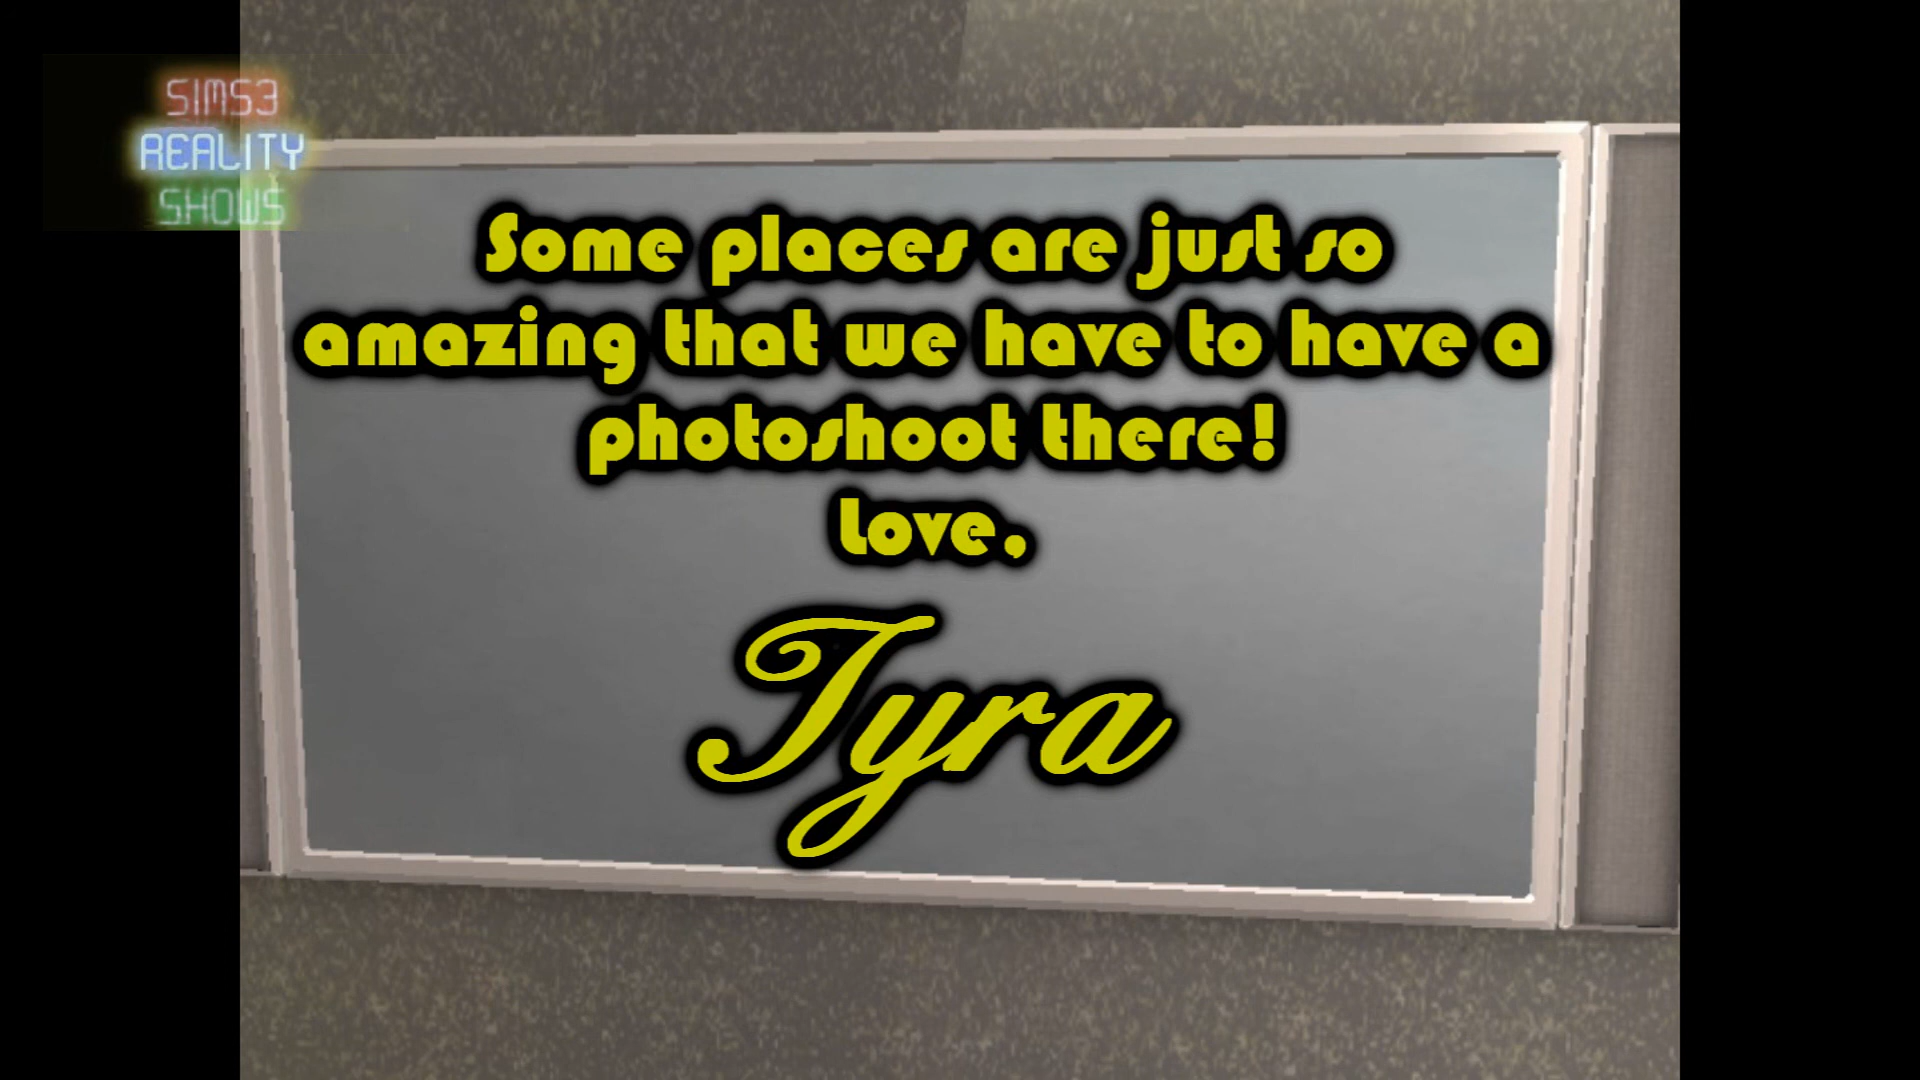 SIMS3
REALITY
SHOWS
Some places are just so
amazing that we have to have a
photoshoot there!
Love,
Tyra